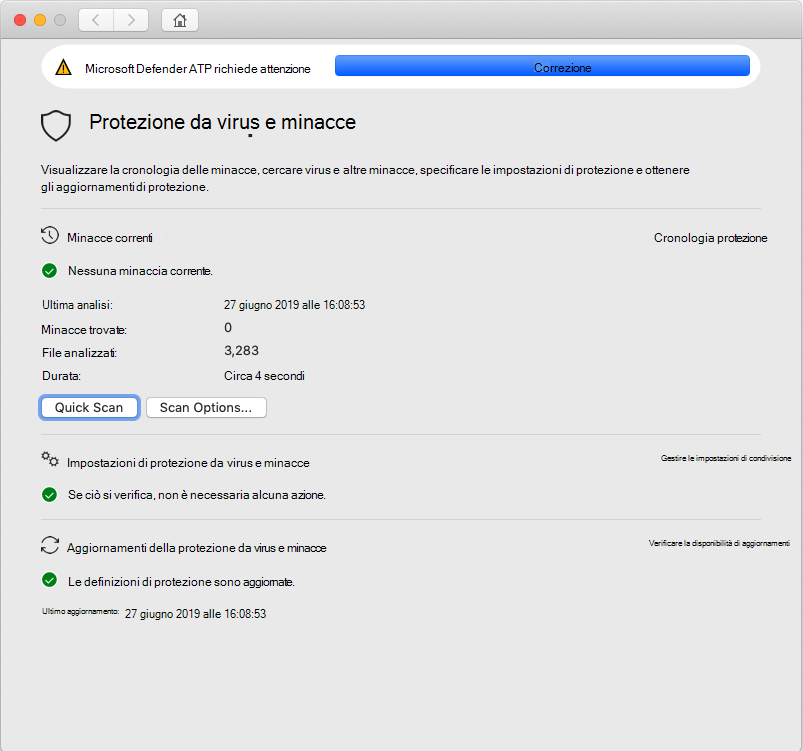 Microsoft Defender ATP richiede attenzione
Correzione
Protezione da virus e minacce
Visualizzare la cronologia delle minacce, cercare virus e altre minacce, specificare le impostazioni di protezione e ottenere
gli aggiornamenti di protezione.
Minacce correnti
Cronologia protezione
Nessuna minaccia corrente.
Ultima analisi: 27 giugno 2019 alle 16:08:53
Minacce trovate: 0
File analizzati: 3,283
Durata: Circa 4 secondi
Quick Scan Scan Options...
Impostazioni di protezione da virus e minacce
Gestire le impostazioni di condivisione
Se ciò si verifica, non è necessaria alcuna azione.
Aggiornamenti della protezione da virus e minacce
Verificare la disponibilità di aggiornamenti
Le definizioni di protezione sono aggiornate.
Ultimo aggiornamento: 27 giugno 2019 alle 16:08:53